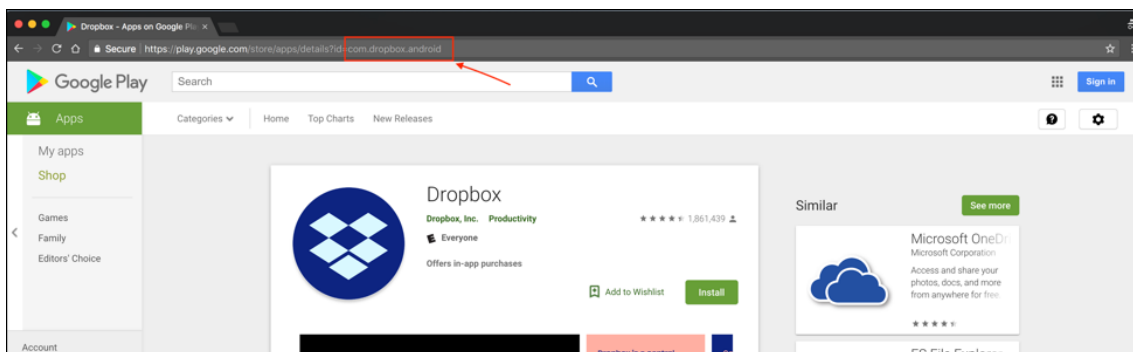 Dropbox - Apps on Google Pl
Secure https://play.google.com/store/apps/details?id=com.dropbox.android
Google Play
Search
Sign in
Apps
Categories
Home
Top Charts
New Releases
My apps
Shop
Games
Family
Editors' Choice
Account
Dropbox
Dropbox, Inc. Productivity
1,861,439
Everyone
Offers in-app purchases
Add to Wishlist
Install
Similar
See more
Microsoft OneDr
Microsoft Corporation
Access and share your
photos, docs, and more
from anywhere for free.